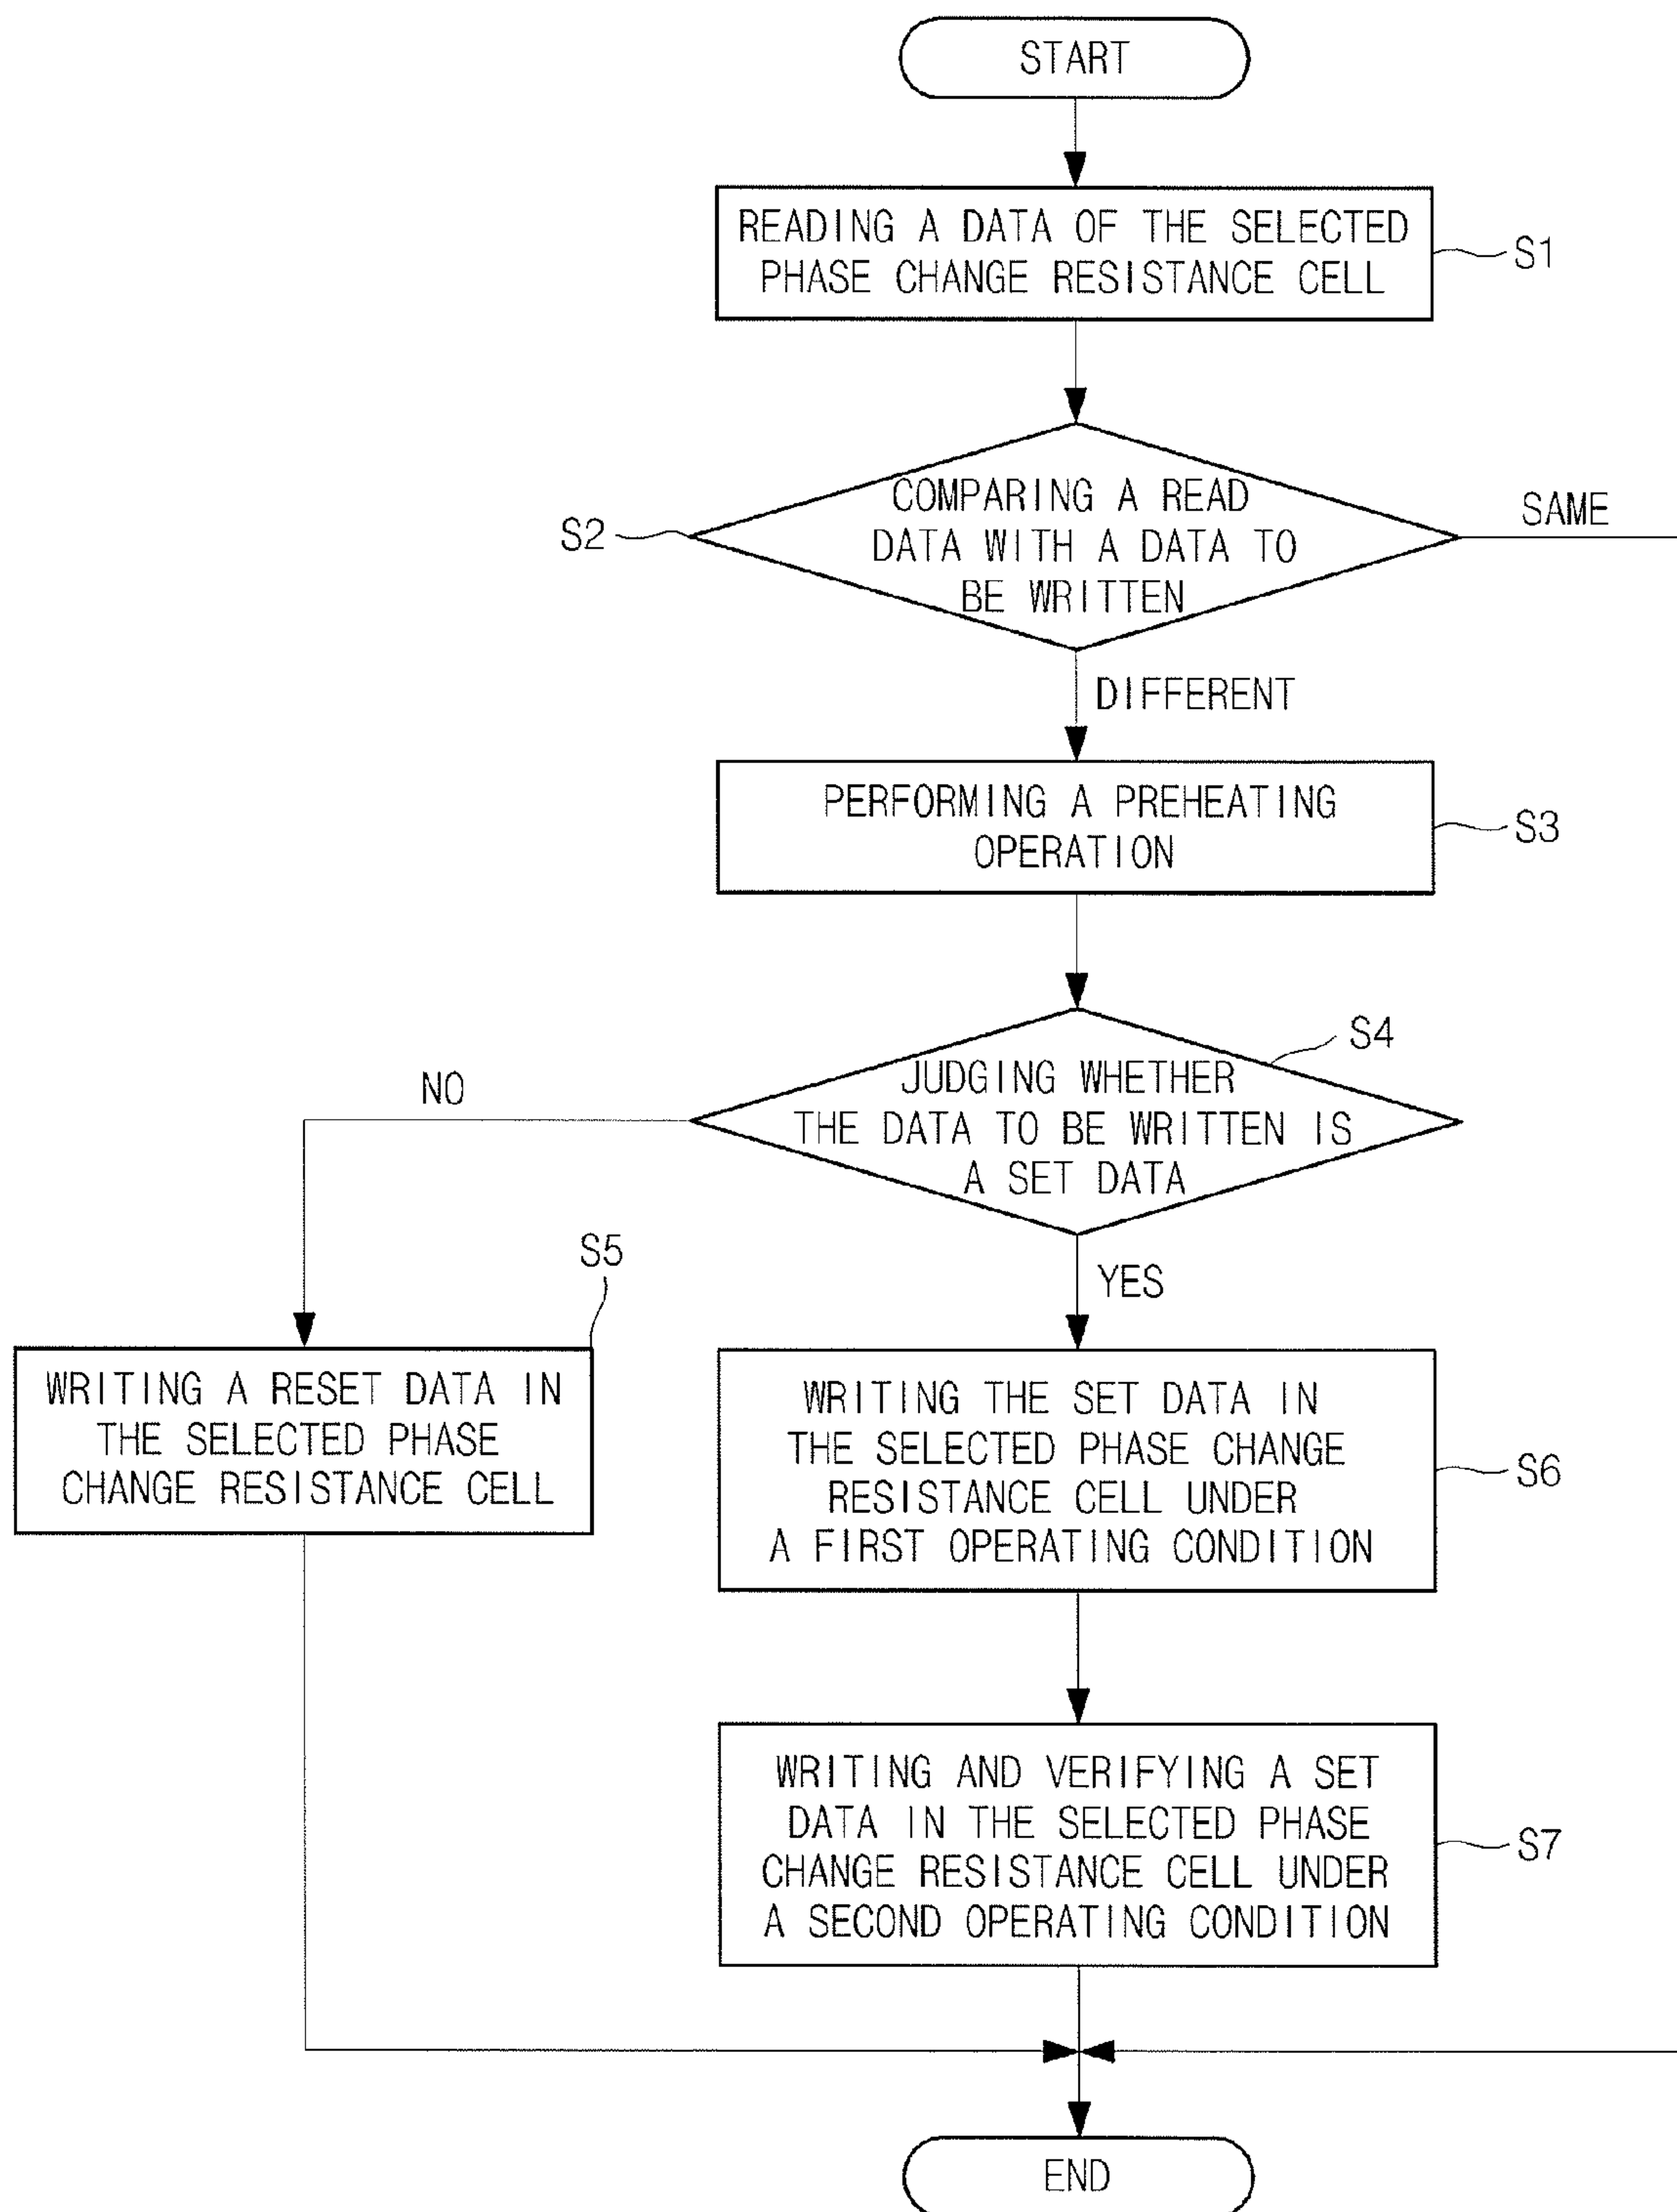 START
READING A DATA OF THE SELECTED
PHASE CHANGE RESISTANCE CELL
S1
COMPARING A READ
DATA WITH A DATA TO
BE WRITTEN
S2
SAME
DIFFERENT
PERFORMING A PREHEATING
OPERATION
S3
JUDGING WHETHER
THE DATA TO BE WRITTEN IS
A SET DATA
S4
NO
YES
S5
WRITING A RESET DATA IN
THE SELECTED PHASE
CHANGE RESISTANCE CELL
WRITING THE SET DATA IN
THE SELECTED PHASE CHANGE
RESISTANCE CELL UNDER
A FIRST OPERATING CONDITION
S6
WRITING AND VERIFYING A SET
DATA IN THE SELECTED PHASE
CHANGE RESISTANCE CELL UNDER
A SECOND OPERATING CONDITION
S7
END